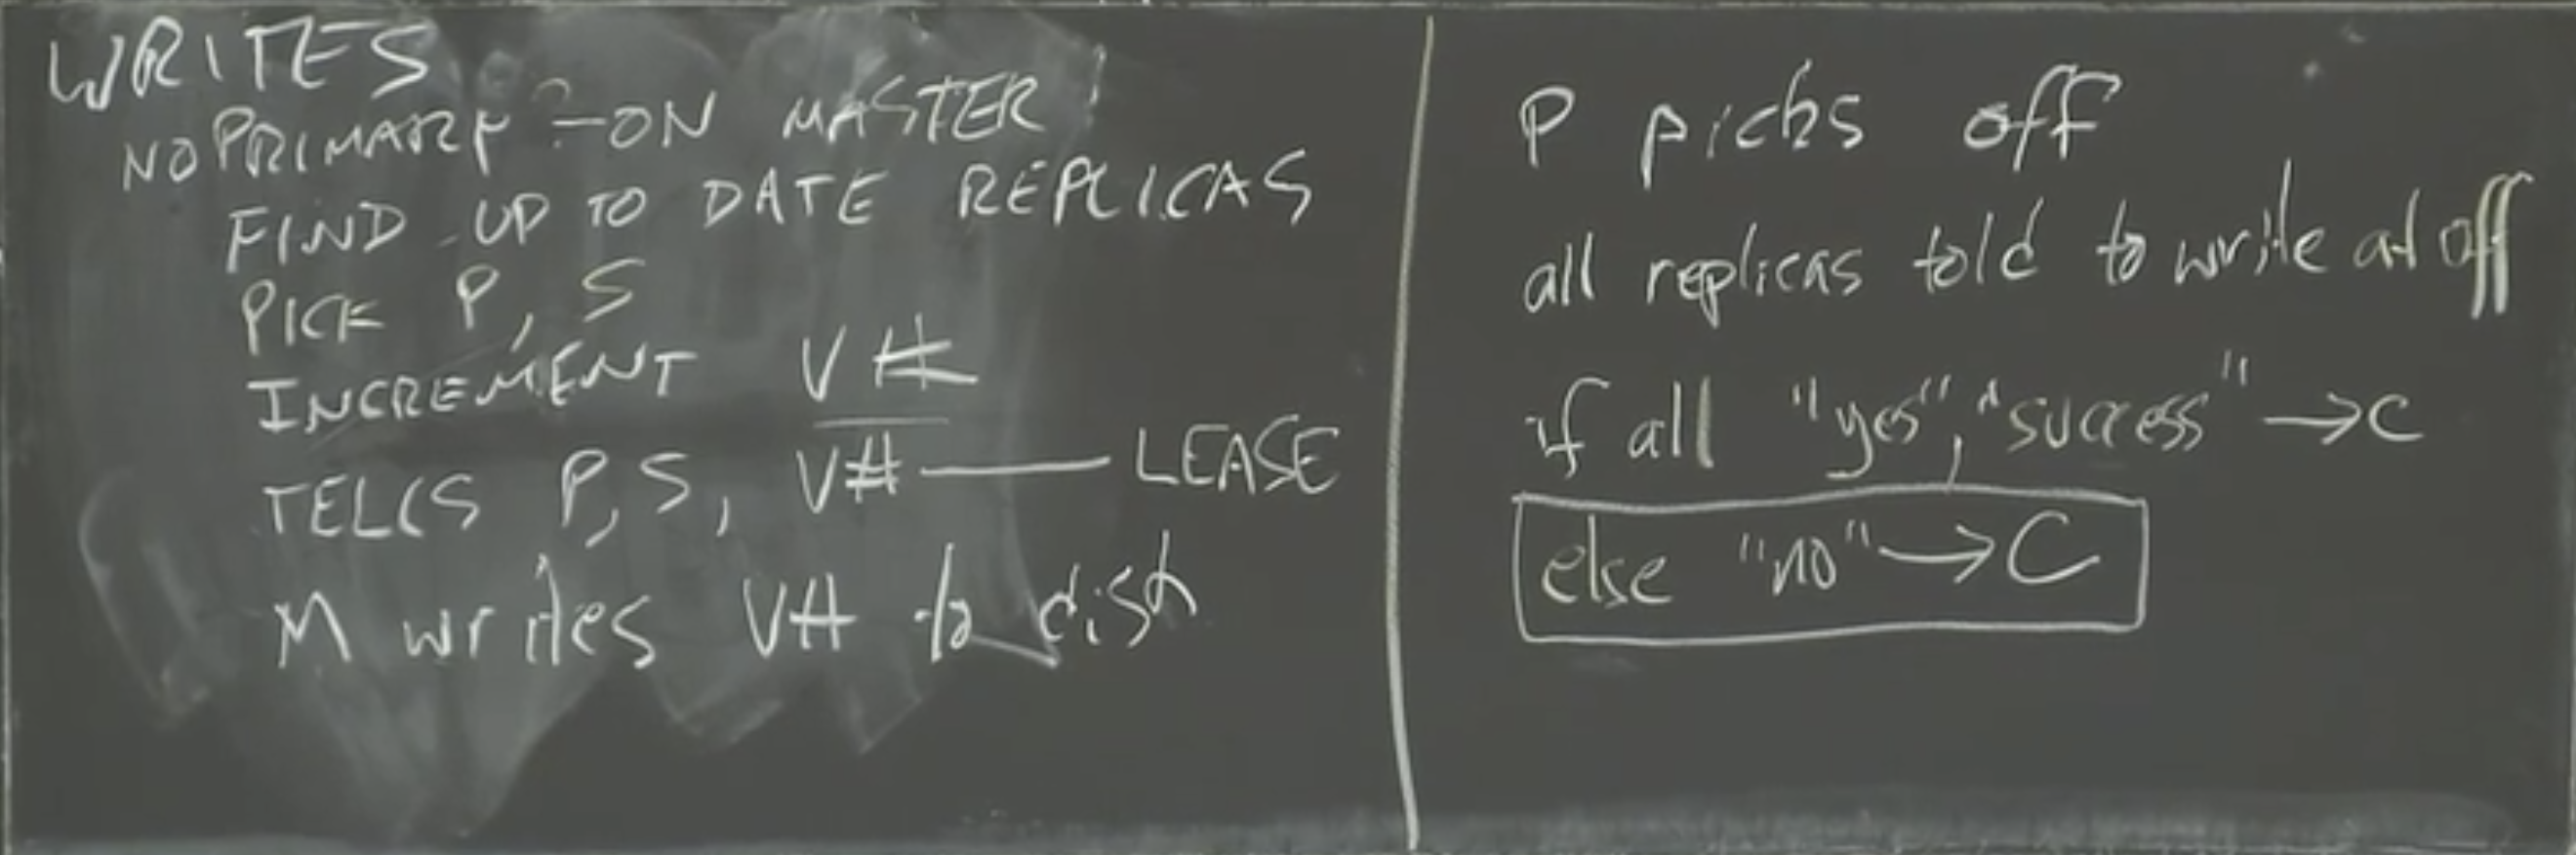 WRITES
NO PRIMARY - ON MASTER
FIND UP TO DATE REPLICAS
PICK P, S
INCREMENT V#
TELLS P, S, V# — LEASE
M writes V# to disk
P picks off
all replicas told to write at off
if all "yes", "success" → C
else "no" → C